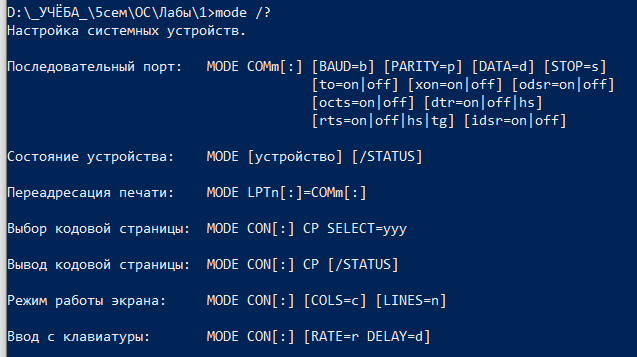 D:\_УЧЁБА_\5сем\ОС\Лабы\1>mode /?
Настройка системных устройств.
Последовательный порт:   MODE COMm[:] [BAUD=b] [PARITY=p] [DATA=d] [STOP=s]
[to=on|off] [xon=on|off] [odsr=on|off]
[octs=on|off] [dtr=on|off|hs]
[rts=on|off|hs|tg] [idsr=on|off]
Состояние устройства:    MODE [устройство] [/STATUS]
Переадресация печати:    MODE LPTn[:]=COMm[:]
Выбор кодовой страницы:  MODE CON[:] CP SELECT=yyy
Вывод кодовой страницы:  MODE CON[:] CP [/STATUS]
Режим работы экрана:     MODE CON[:] [COLS=c] [LINES=n]
Ввод с клавиатуры:       MODE CON[:] [RATE=r DELAY=d]